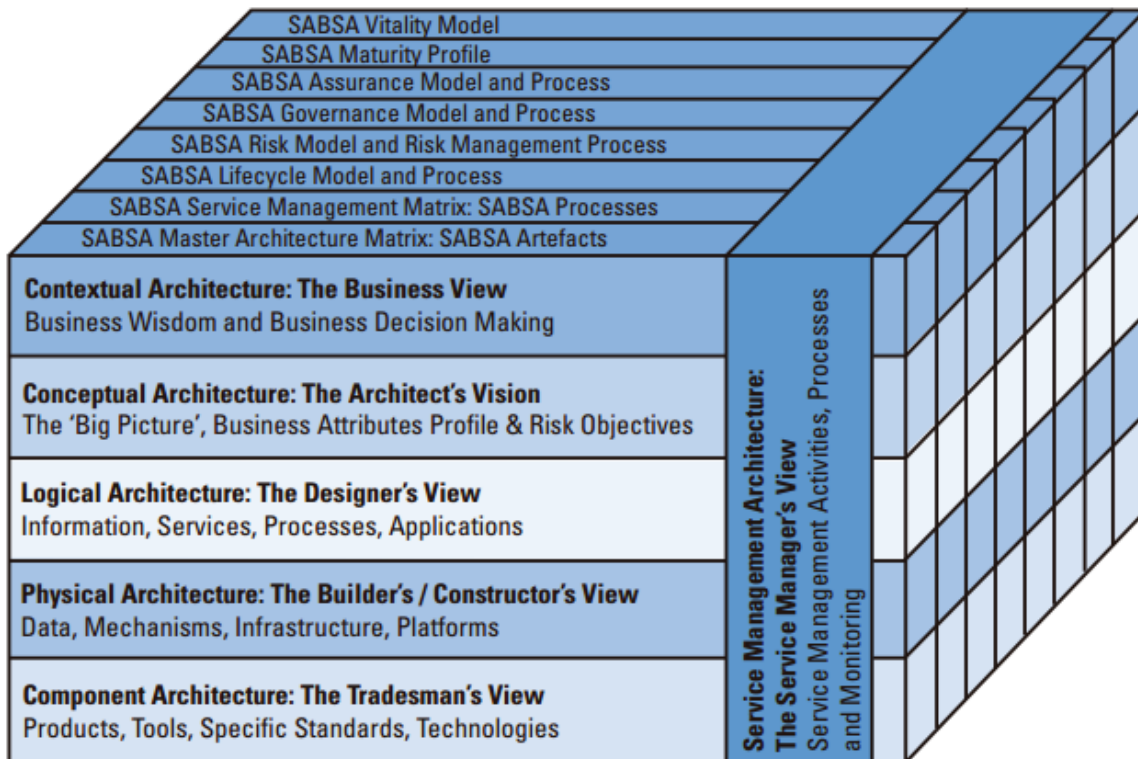 SABSA Vitality Model
SABSA Maturity Profile
SABSA Assurance Model and Process
SABSA Governance Model and Process
SABSA Risk Model and Risk Management Process
SABSA Lifecycle Model and Process
SABSA Service Management Matrix: SABSA Processes
SABSA Master Architecture Matrix: SABSA Artefacts
Contextual Architecture: The Business View
Business Wisdom and Business Decision Making
Conceptual Architecture: The Architect's Vision
The 'Big Picture', Business Attributes Profile & Risk Objectives
Logical Architecture: The Designer's View
Information, Services, Processes, Applications
Physical Architecture: The Builder's / Constructor's View
Data, Mechanisms, Infrastructure, Platforms
Component Architecture: The Tradesman's View
Products, Tools, Specific Standards, Technologies
Service Management Architecture:
The Service Manager's View
Service Management Activities, Processes
and Monitoring